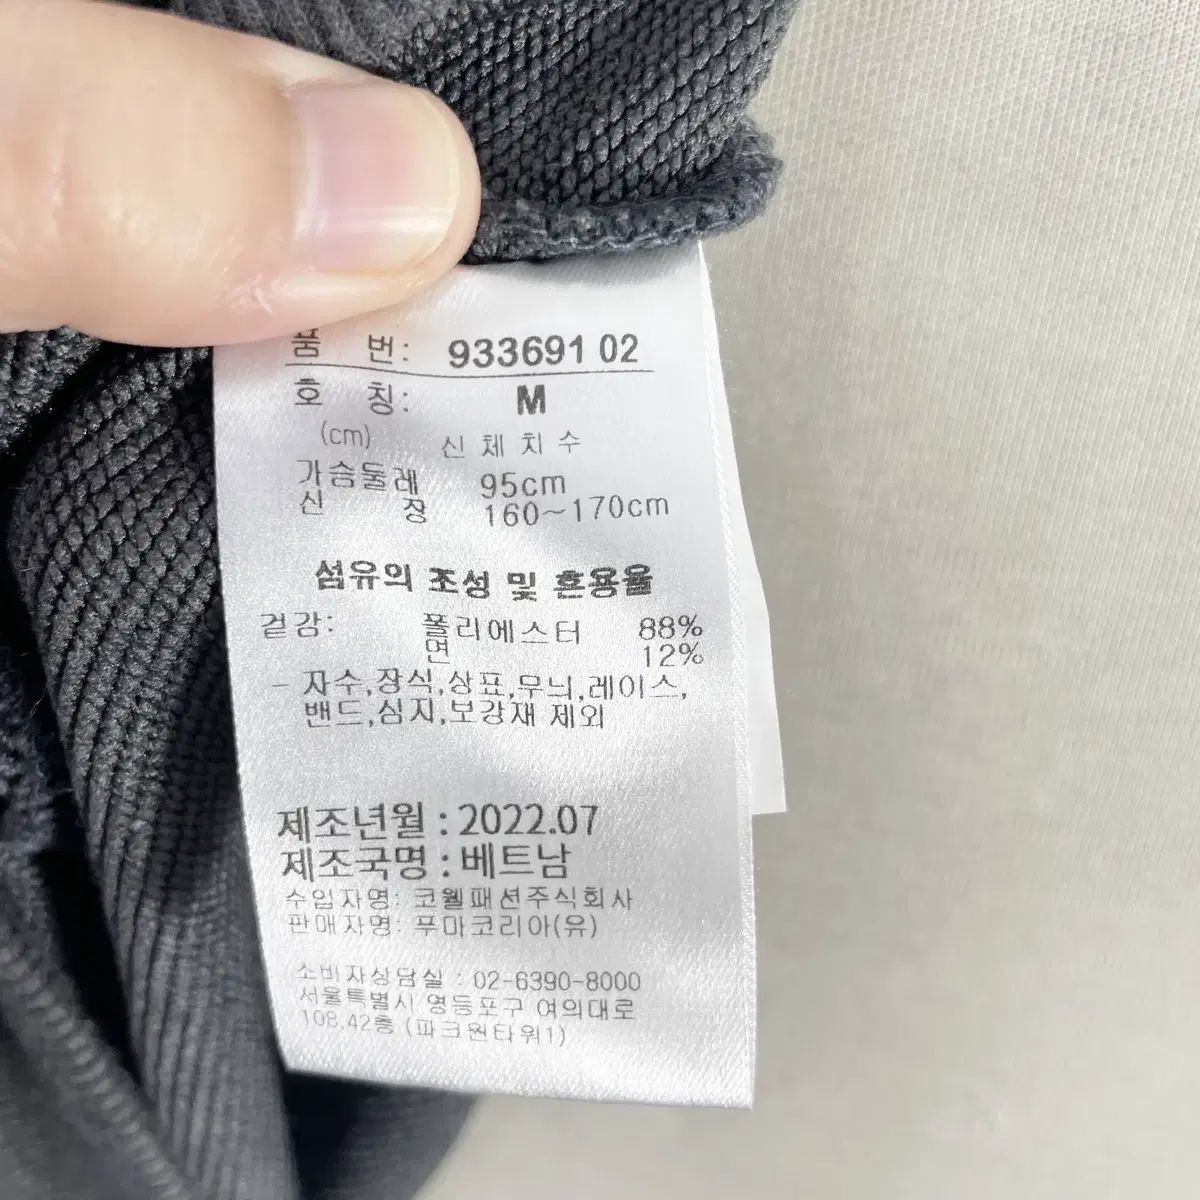 품 번: 933691 02
호 칭: M
(cm) 신체치수
가슴둘레 95cm
신 장 160~170cm
섬유의 조성 및 혼용율
겉감: 폴리에스터 88%
면 12%
- 자수,장식,상표,무늬,레이스,
밴드,심지,보강재 제외
제조년월 : 2022.07
제조국명 : 베트남
수입자명: 코웰패션주식회사
판매자명: 푸마코리아(유)
소비자상담실 : 02-6390-8000
서울특별시 영등포구 여의대로
108,42층 (파크원타워1)